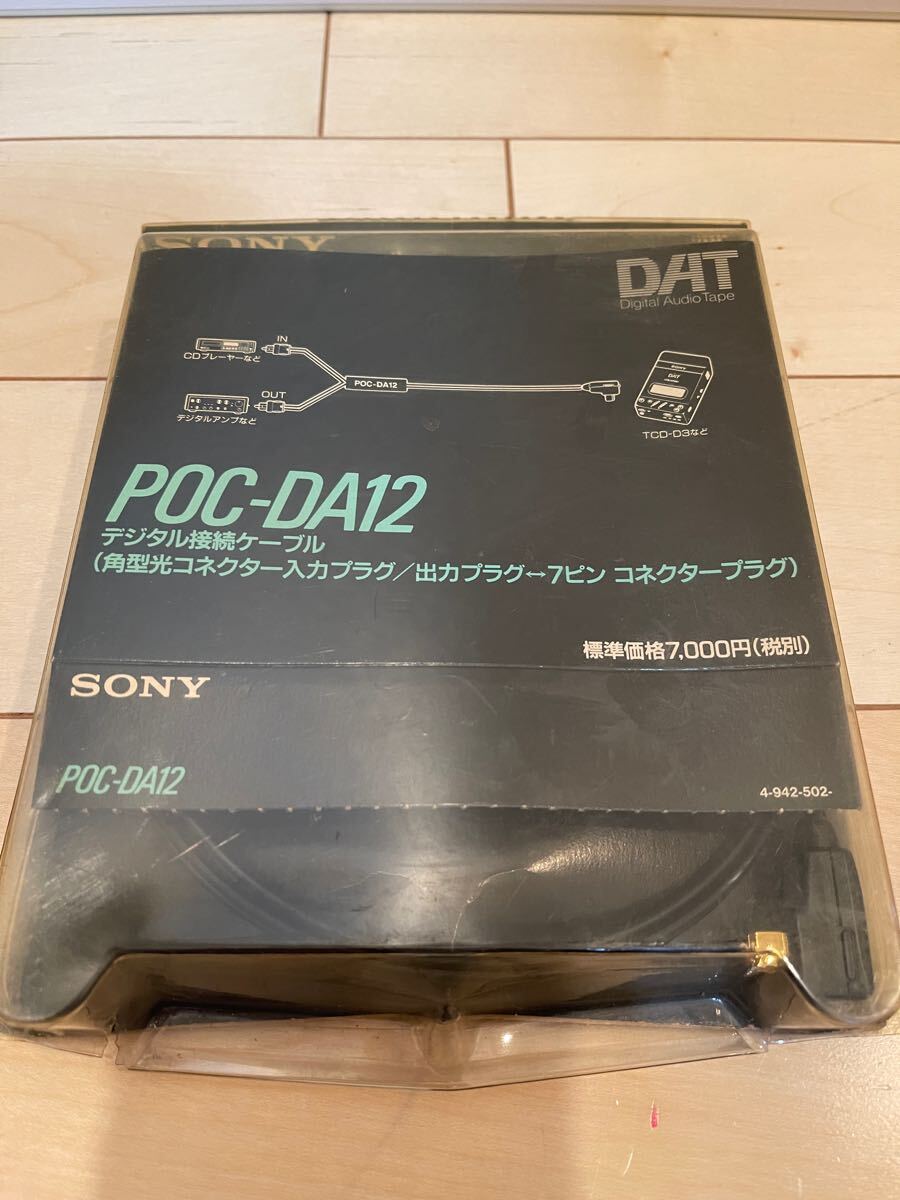 SONY
DAT
Digital Audio Tape
IN
CDプレーヤーなど
POC-DA12
OUT
デジタルアンプなど
SONY
DAT
TCD-D3など
POC-DA12
デジタル接続ケーブル
(角型光コネクター入力プラグ/出力プラグ↔7ピン コネクタープラグ)
標準価格7,000円(税別)
SONY
POC-DA12
4-942-502-